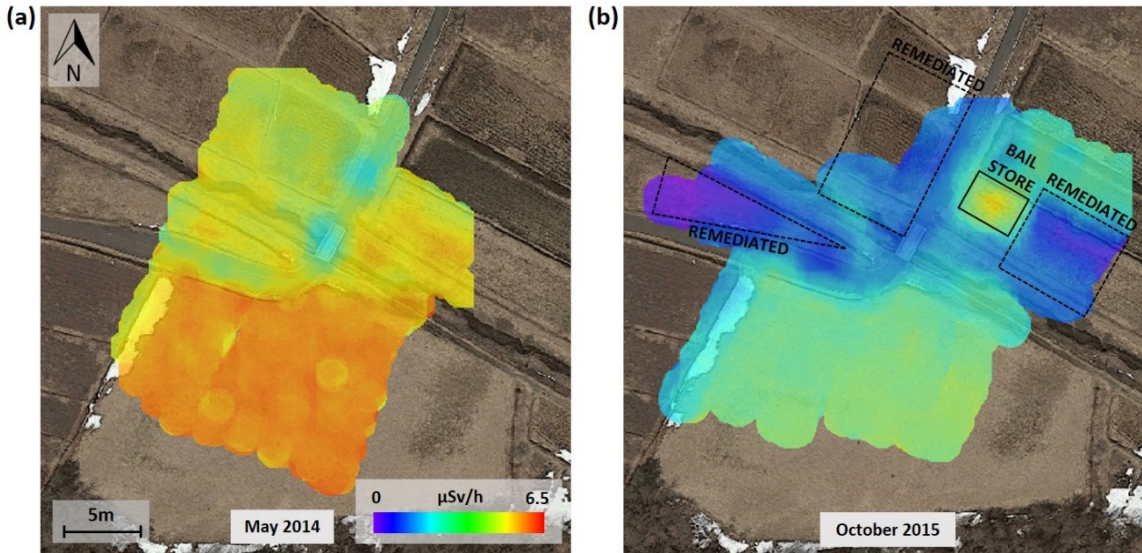 (a)
N
5m
May 2014
0 μSv/h 6.5
(b)
REMEDIATED
BAIL
STORE
REMEDIATED
REMEDIATED
October 2015